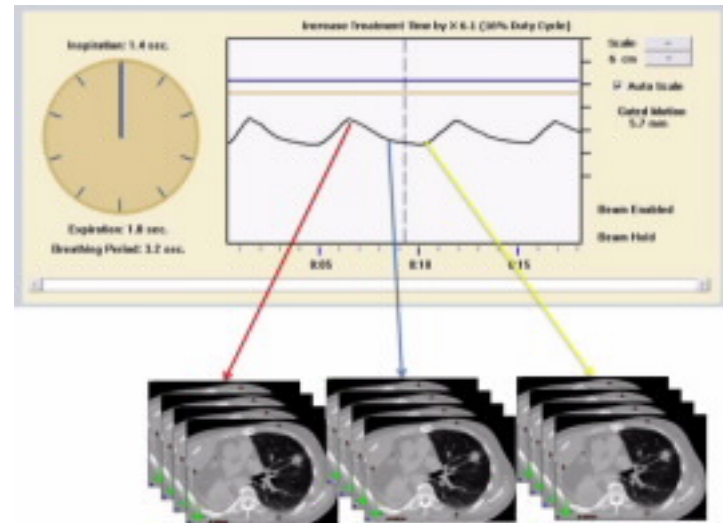 Increase Treatment Time by X 6.1 (16% Duty Cycle)
Inspiration: 1.4 sec.
Scale
6 cm
Auto Scale
Gated Motion
5.7 mm
Expiration: 1.8 sec.
Breathing Period: 3.2 sec.
Beam Enabled
Beam Hold
0:05
0:10
0:15